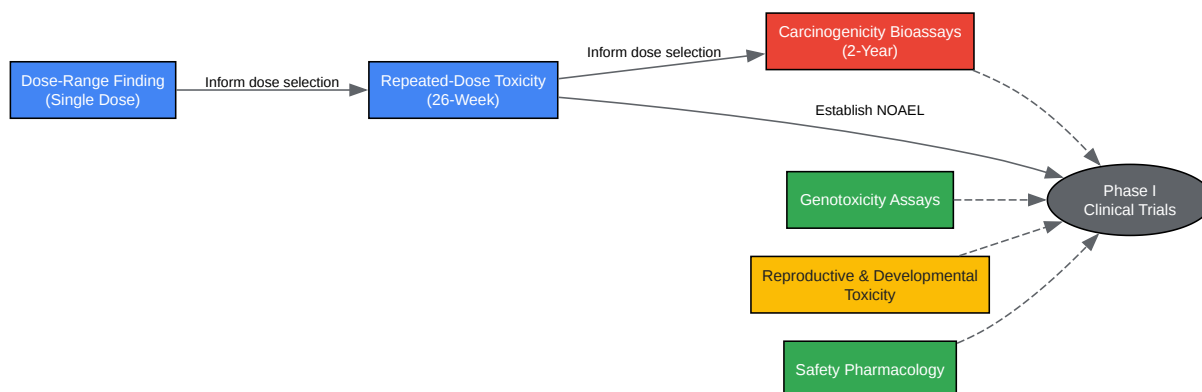 Dose-Range Finding
(Single Dose)
Inform dose selection
Repeated-Dose Toxicity
(26-Week)
Inform dose selection
Carcinogenicity Bioassays
(2-Year)
Establish NOAEL
Genotoxicity Assays
Reproductive & Developmental
Toxicity
Safety Pharmacology
Phase I
Clinical Trials